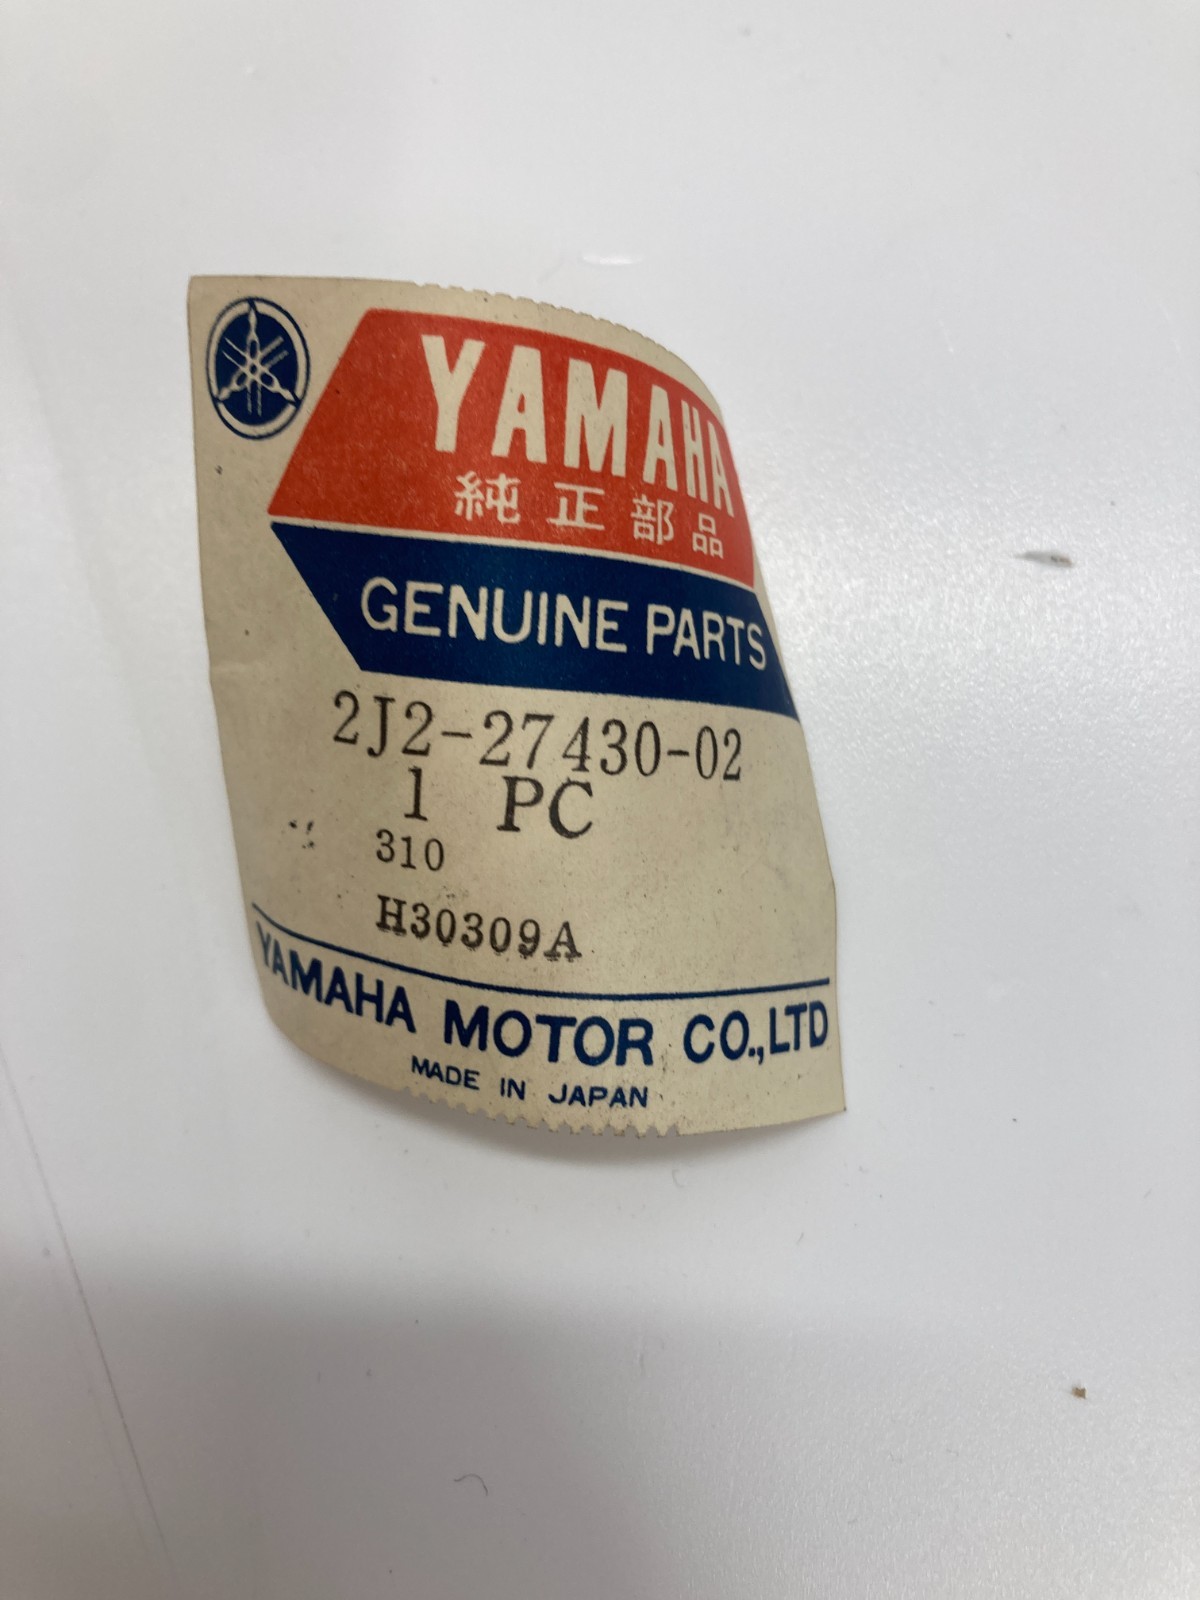 YAMAHA
純正部品
GENUINE PARTS
2J2-27430-02
1 PC
310
H30309A
YAMAHA MOTOR CO.,LTD
MADE IN JAPAN